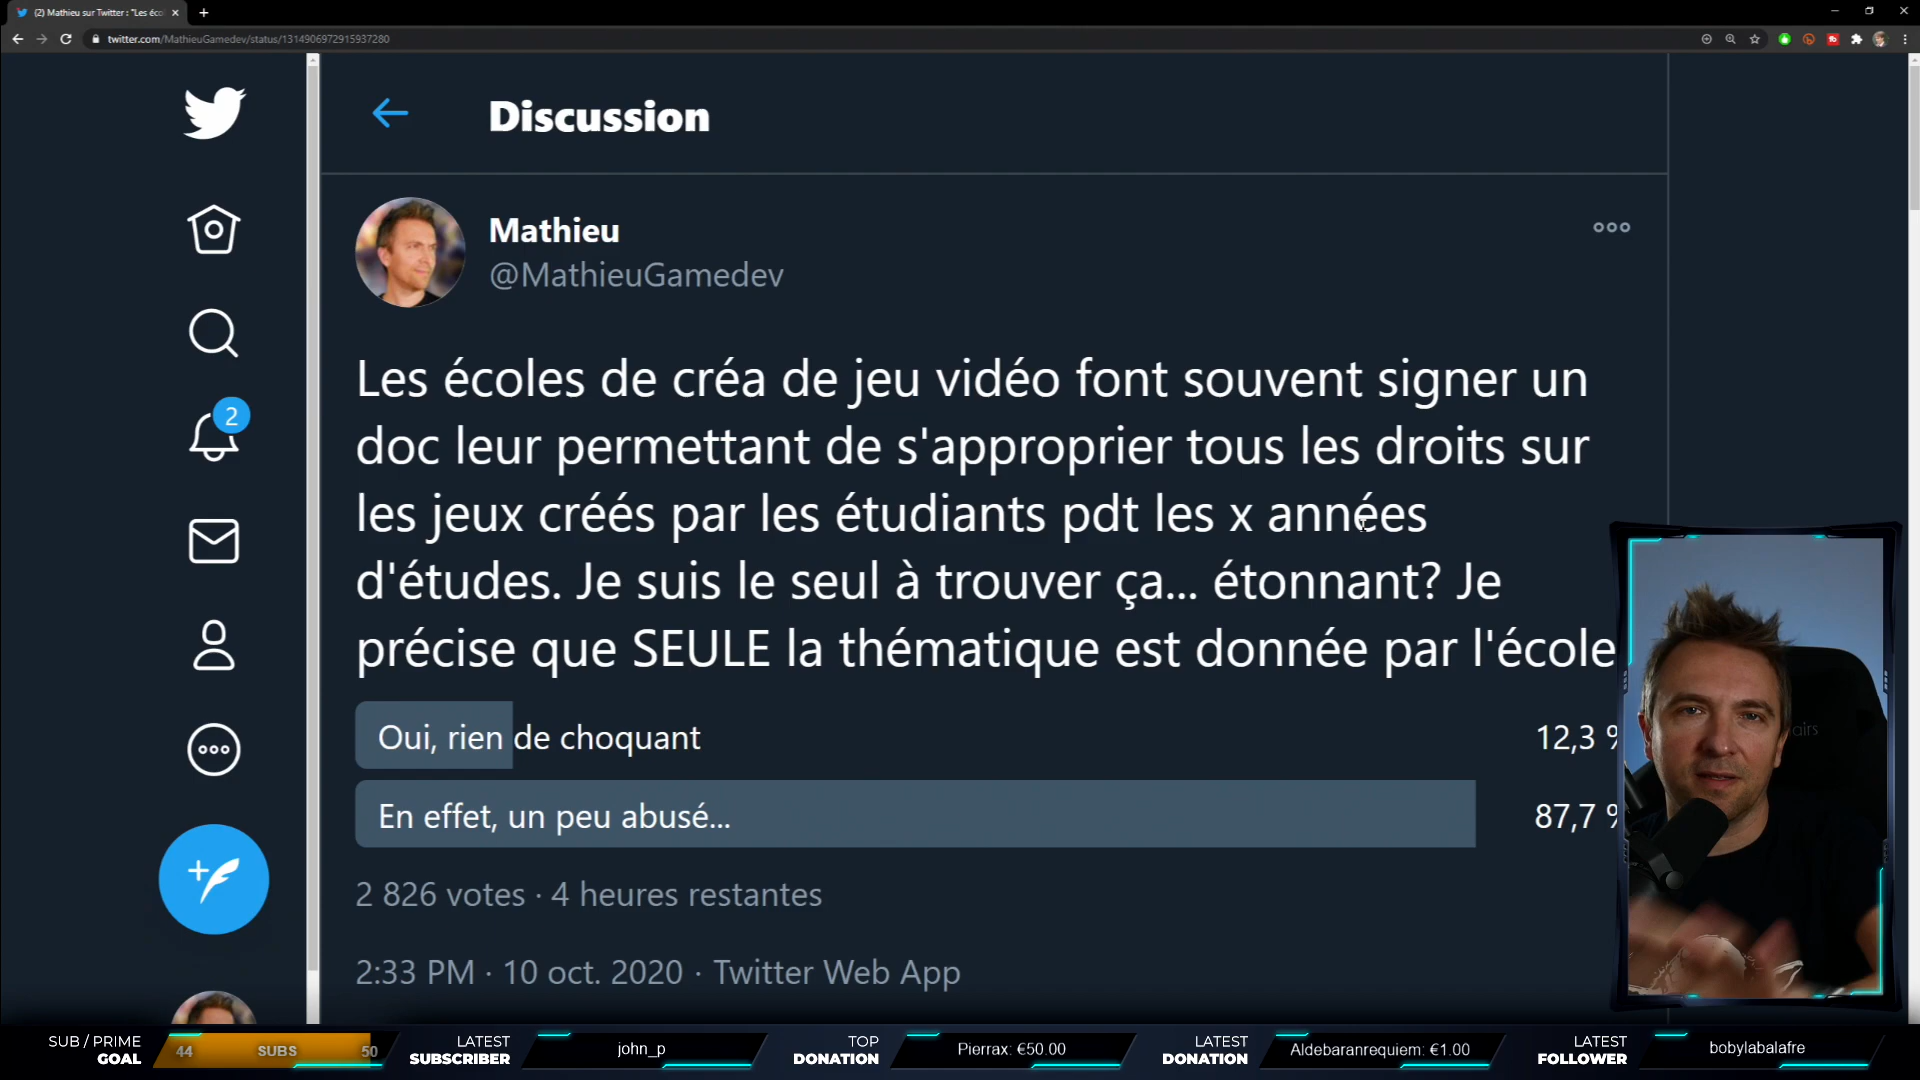 (2) Mathieu sur Twitter : "Les éco
twitter.com/MathieuGamedev/status/1314906972915937280
Discussion
Mathieu
@MathieuGamedev
Les écoles de créa de jeu vidéo font souvent signer un
doc leur permettant de s'approprier tous les droits sur
les jeux créés par les étudiants pdt les x années
d'études. Je suis le seul à trouver ça... étonnant? Je
précise que SEULE la thématique est donnée par l'école
2
Oui, rien de choquant 12,3 %
En effet, un peu abusé... 87,7 %
2 826 votes · 4 heures restantes
2:33 PM · 10 oct. 2020 · Twitter Web App
airs
SUB / PRIME
GOAL
44 SUBS 50
LATEST
SUBSCRIBER
john_p
TOP
DONATION
Pierrax: €50.00
LATEST
DONATION
Aldebaranrequiem: €1.00
LATEST
FOLLOWER
bobylabalafre